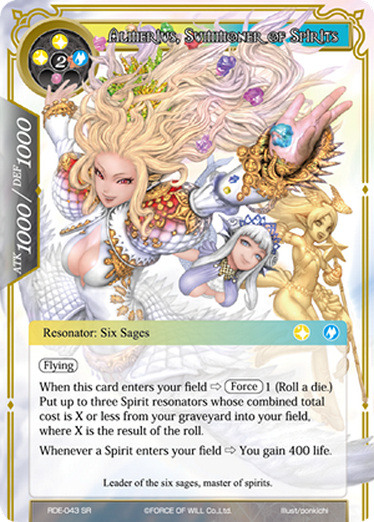 2
Almerius, Summoner of Spirits
ATK 1000 / DEF 1000
Resonator: Six Sages
Flying
When this card enters your field ⇨ Force 1 (Roll a die.)
Put up to three Spirit resonators whose combined total
cost is X or less from your graveyard into your field,
where X is the result of the roll.
Whenever a Spirit enters your field ⇨ You gain 400 life.
Leader of the six sages, master of spirits.
RDE-043 SR ©FORCE OF WILL Co.,Ltd. Illust/ponkichi